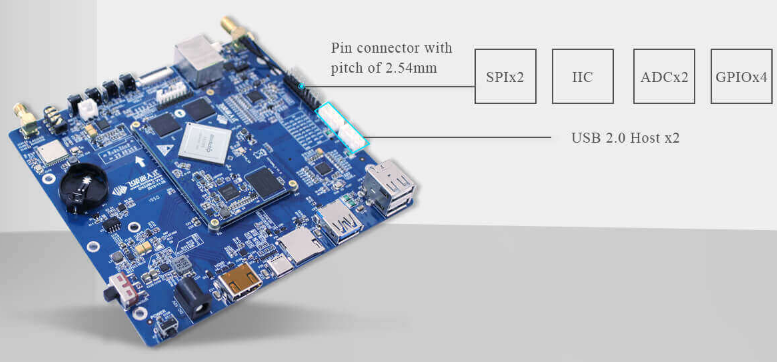 Pin connector with
pitch of 2.54mm
SPIx2
IIC
ADCx2
GPIOx4
USB 2.0 Host x2